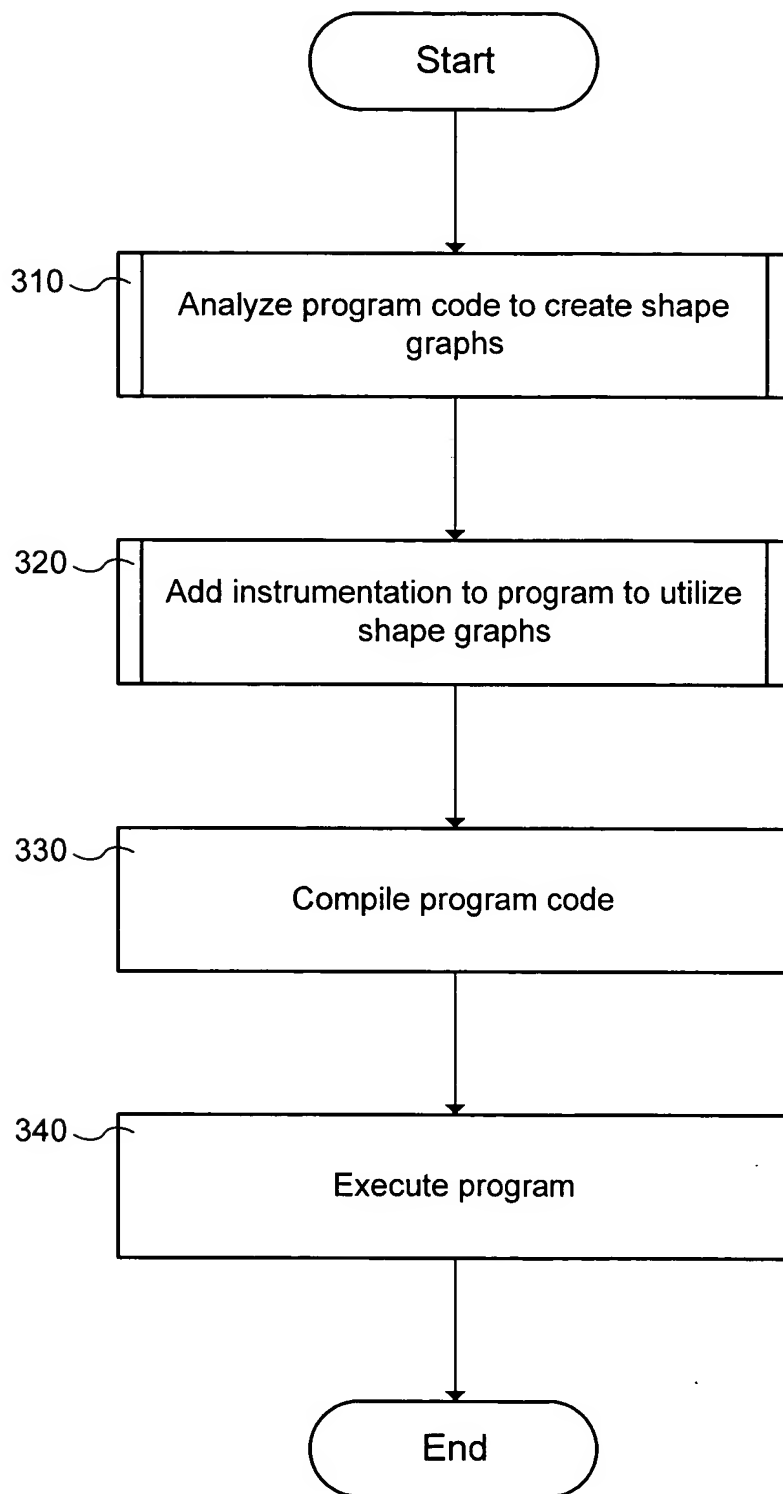 Start
310
Analyze program code to create shape
graphs
320
Add instrumentation to program to utilize
shape graphs
330
Compile program code
340
Execute program
End